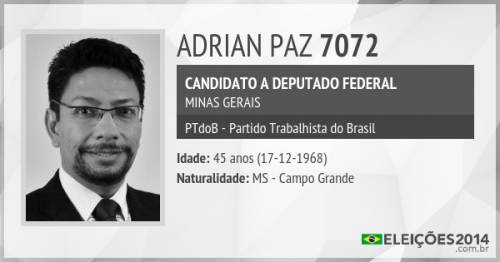 ADRIAN PAZ 7072
CANDIDATO A DEPUTADO FEDERAL
MINAS GERAIS
PTdoB - Partido Trabalhista do Brasil
Idade: 45 anos (17-12-1968)
Naturalidade: MS - Campo Grande
ELEIÇÕES2014
.com.br